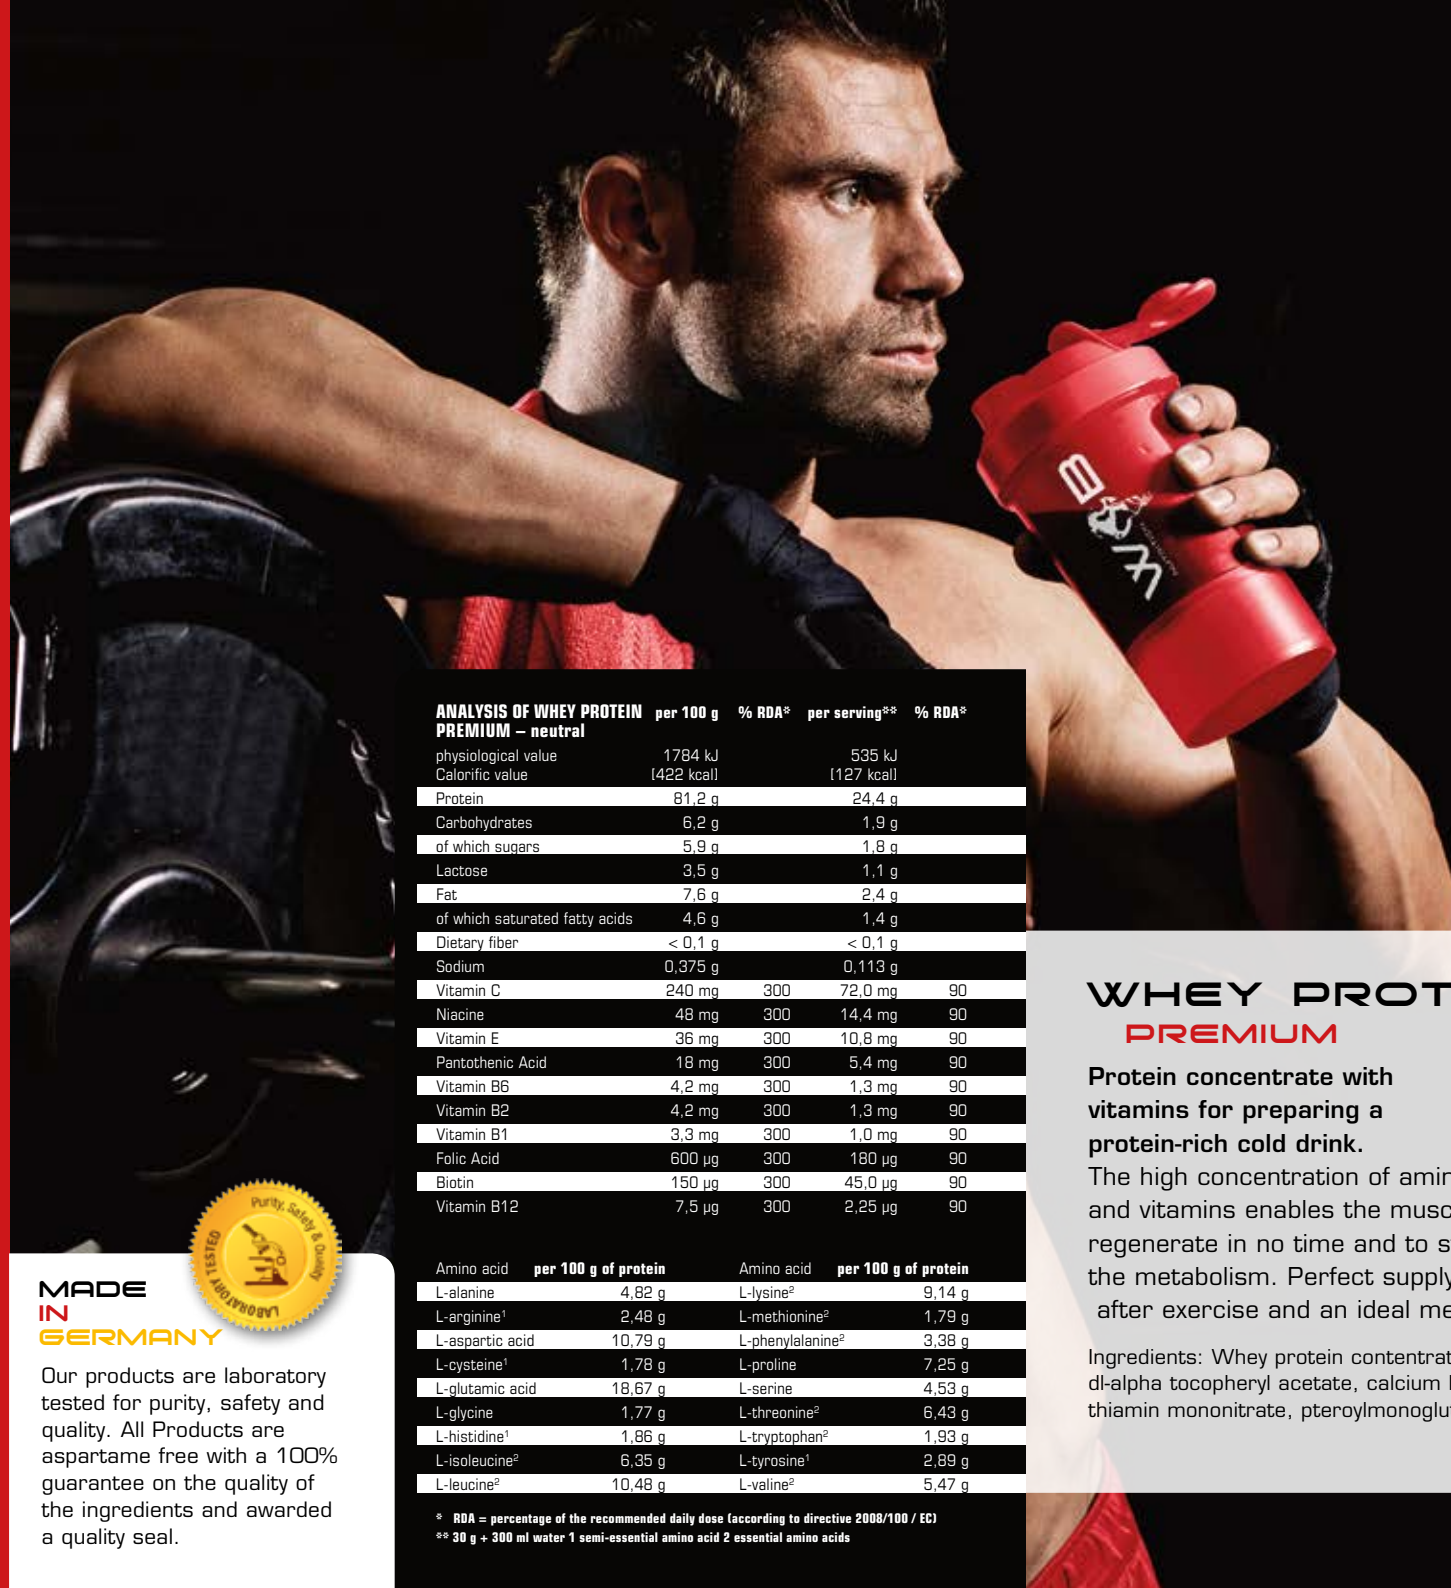 BOXM
ANALYSIS OF WHEY PROTEIN per 100 g % RDA* per serving** % RDA*
PREMIUM – neutral
physiological value 1784 kJ 535 kJ
Calorific value [422 kcal] [127 kcal]
Protein 81,2 g 24,4 g
Carbohydrates 6,2 g 1,9 g
of which sugars 5,9 g 1,8 g
Lactose 3,5 g 1,1 g
Fat 7,6 g 2,4 g
of which saturated fatty acids 4,6 g 1,4 g
Dietary fiber < 0,1 g < 0,1 g
Sodium 0,375 g 0,113 g
Vitamin C 240 mg 300 72,0 mg 90
Niacine 48 mg 300 14,4 mg 90
Vitamin E 36 mg 300 10,8 mg 90
Pantothenic Acid 18 mg 300 5,4 mg 90
Vitamin B6 4,2 mg 300 1,3 mg 90
Vitamin B2 4,2 mg 300 1,3 mg 90
Vitamin B1 3,3 mg 300 1,0 mg 90
Folic Acid 600 µg 300 180 µg 90
Biotin 150 µg 300 45,0 µg 90
Vitamin B12 7,5 µg 300 2,25 µg 90
Amino acid per 100 g of protein Amino acid per 100 g of protein
L-alanine 4,82 g L-lysine² 9,14 g
L-arginine¹ 2,48 g L-methionine² 1,79 g
L-aspartic acid 10,79 g L-phenylalanine² 3,38 g
L-cysteine¹ 1,78 g L-proline 7,25 g
L-glutamic acid 18,67 g L-serine 4,53 g
L-glycine 1,77 g L-threonine² 6,43 g
L-histidine¹ 1,86 g L-tryptophan² 1,93 g
L-isoleucine² 6,35 g L-tyrosine¹ 2,89 g
L-leucine² 10,48 g L-valine² 5,47 g
* RDA = percentage of the recommended daily dose (according to directive 2008/100 / EC)
** 30 g + 300 ml water 1 semi-essential amino acid 2 essential amino acids
Purity, Safety & Quality
LABORATORY TESTED
MADE
IN
GERMANY
Our products are laboratory
tested for purity, safety and
quality. All Products are
aspartame free with a 100%
guarantee on the quality of
the ingredients and awarded
a quality seal.
WHEY PROT
PREMIUM
Protein concentrate with
vitamins for preparing a
protein-rich cold drink.
The high concentration of amin
and vitamins enables the musc
regenerate in no time and to s
the metabolism. Perfect supply
after exercise and an ideal me
Ingredients: Whey protein contentrat
dl-alpha tocopheryl acetate, calcium
thiamin mononitrate, pteroylmonoglu